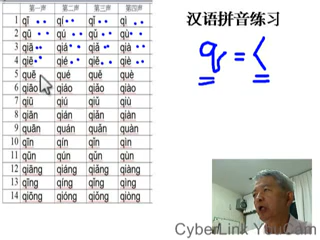 第一声 第二声 第三声 第四声
1 qī qí qǐ qì
2 qū qú qǔ qù
3 qiā qiá qiǎ qià
4 qiē qié qiě qiè
5 quē qué quě què
6 qiāo qiáo qiǎo qiào
7 qiū qiú qiǔ qiù
8 qiān qián qiǎn qiàn
9 quān quán quǎn quàn
10 qīn qín qǐn qìn
11 qūn qún qǔn qùn
12 qiāng qiáng qiǎng qiàng
13 qīng qíng qǐng qìng
14 qiōng qióng qiǒng qiòng
汉语拼音练习
q = ㄑ
CyberLink YouCam